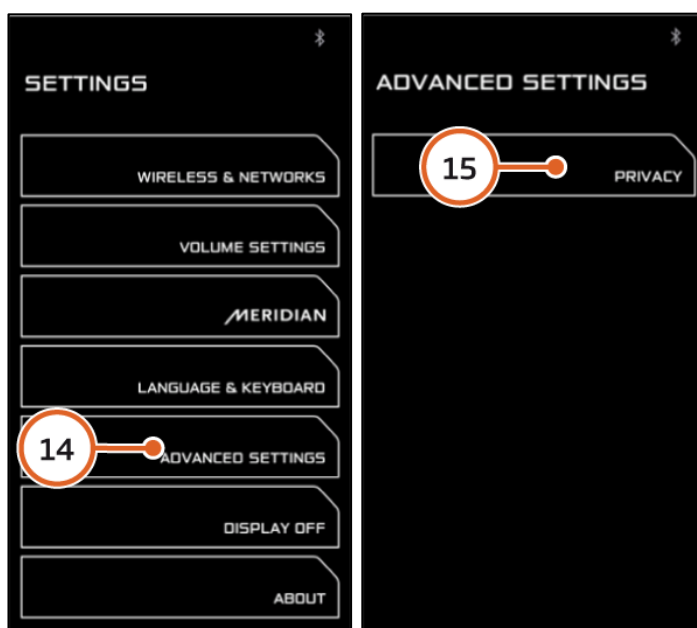 SETTINGS
WIRELESS & NETWORKS
VOLUME SETTINGS
MERIDIAN
LANGUAGE & KEYBOARD
14
ADVANCED SETTINGS
DISPLAY OFF
ABOUT
ADVANCED SETTINGS
15
PRIVACY